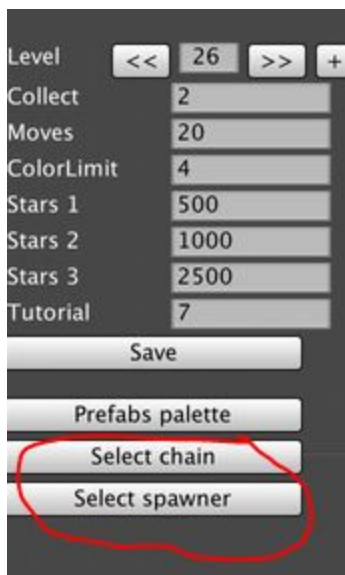 Level << 26 >> +
Collect 2
Moves 20
ColorLimit 4
Stars 1 500
Stars 2 1000
Stars 3 2500
Tutorial 7
Save
Prefabs palette
Select chain
Select spawner